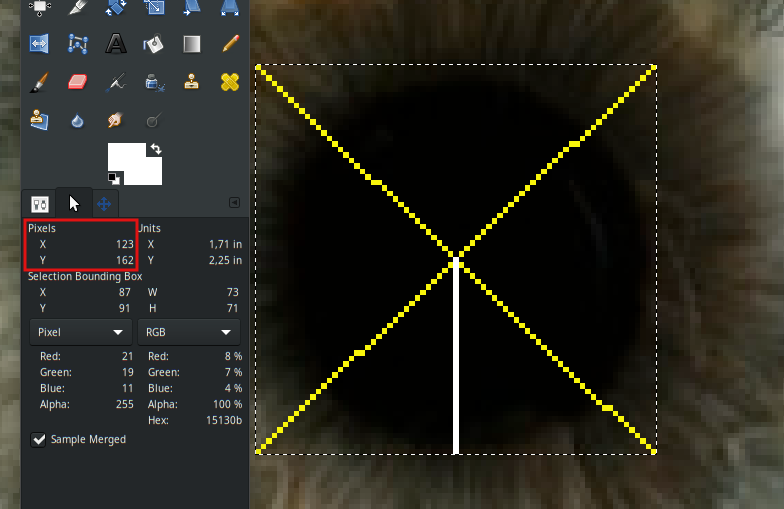 Pixels Units
X 123 X 1,71 in
Y 162 Y 2,25 in
Selection Bounding Box
X 87 W 73
Y 91 H 71
Pixel RGB
Red: 21 Red: 8 %
Green: 19 Green: 7 %
Blue: 11 Blue: 4 %
Alpha: 255 Alpha: 100 %
Hex: 15130b
Sample Merged